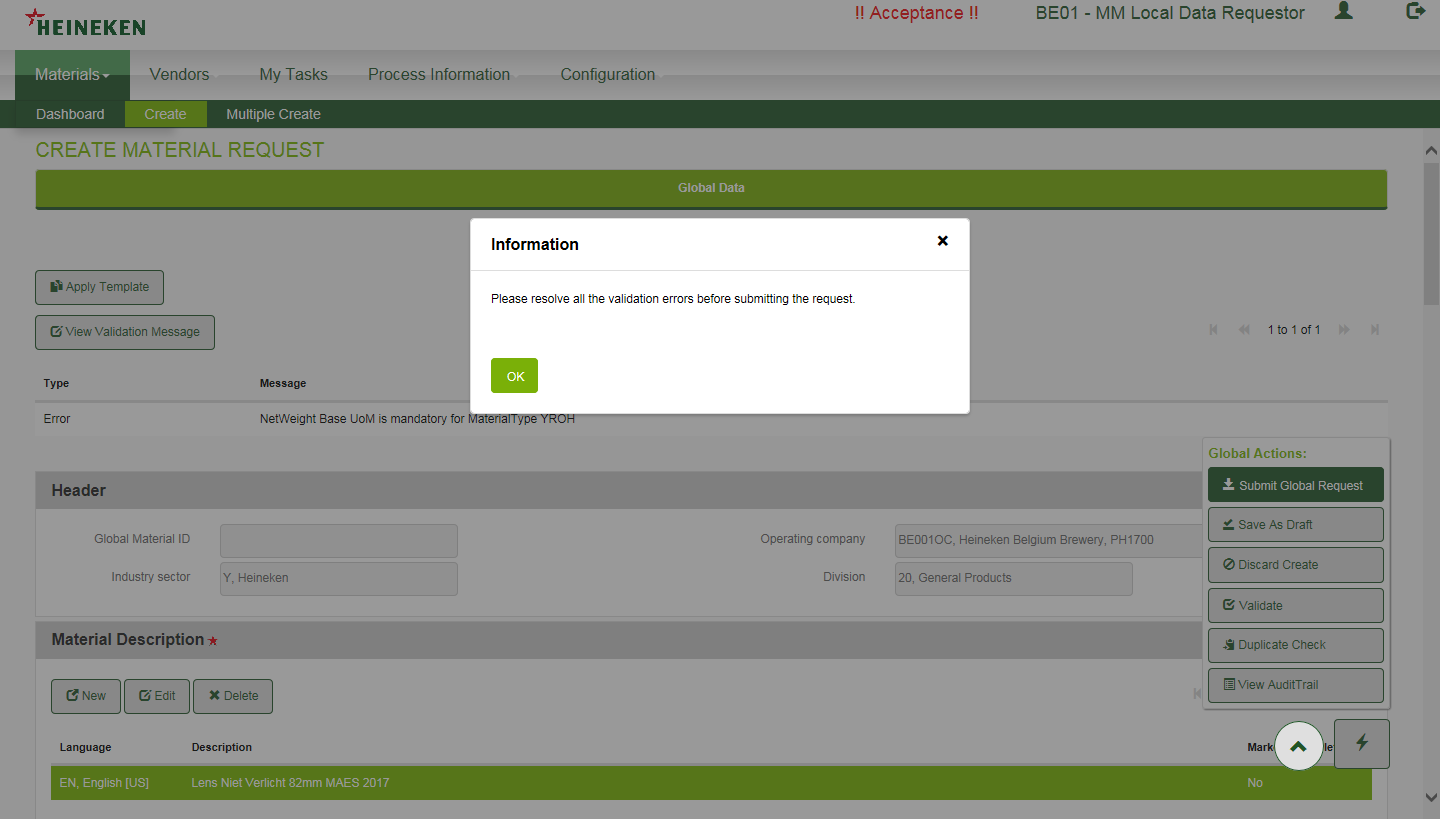 HEINEKEN
!! Acceptance !!
BE01 - MM Local Data Requestor
Materials
Vendors
My Tasks
Process Information
Configuration
Dashboard
Create
Multiple Create
CREATE MATERIAL REQUEST
Global Data
Information
Please resolve all the validation errors before submitting the request.
OK
Apply Template
View Validation Message
1 to 1 of 1
Type Message
Error NetWeight Base UoM is mandatory for MaterialType YROH
Global Actions:
Submit Global Request
Save As Draft
Discard Create
Validate
Duplicate Check
View AuditTrail
Header
Global Material ID
Operating company BE001OC, Heineken Belgium Brewery, PH1700
Industry sector Y, Heineken
Division 20, General Products
Material Description
New Edit Delete
Language Description
EN, English [US] Lens Niet Verlicht 82mm MAES 2017 No